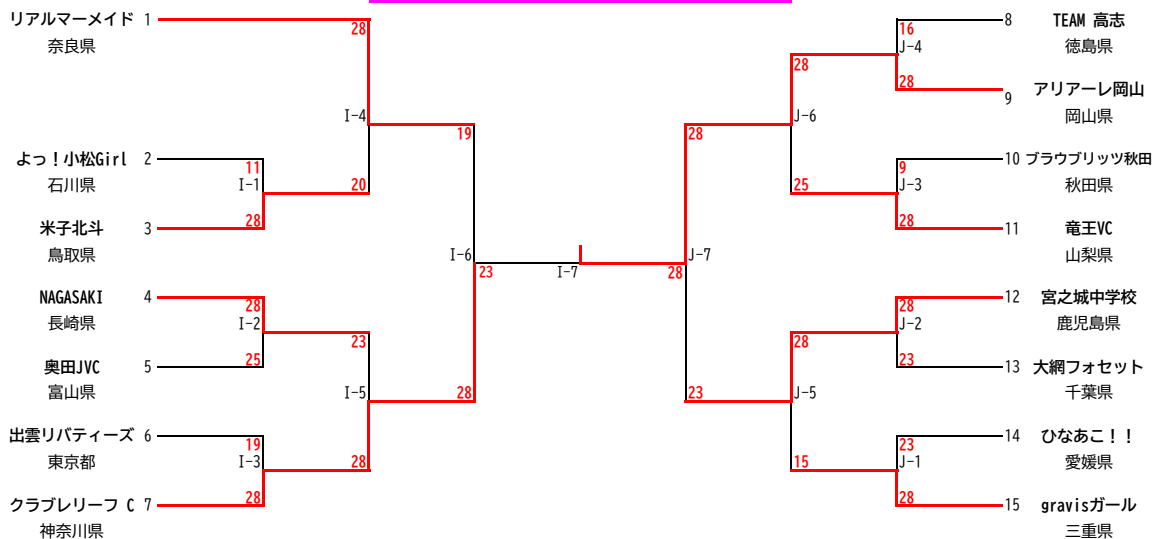 リアルマーメイド 1
奈良県
28
I-4
よっ！小松Girl 2
石川県
11
I-1
20
米子北斗 3
鳥取県
28
19
I-6
NAGASAKI 4
長崎県
28
I-2
23
奥田JVC 5
富山県
25
I-5
28
出雲リバティーズ 6
東京都
19
I-3
28
クラブレリーフ C 7
神奈川県
28
23
I-7
28
8 TEAM 高志
徳島県
16
J-4
28
9 アリアーレ岡山
岡山県
28
J-6
28
10 ブラウブリッツ秋田
秋田県
9
J-3
25
11 竜王VC
山梨県
28
J-7
12 宮之城中学校
鹿児島県
28
J-2
28
13 大網フォセット
千葉県
23
J-5
23
14 ひなあこ！！
愛媛県
23
J-1
15
15 gravisガール
三重県
28